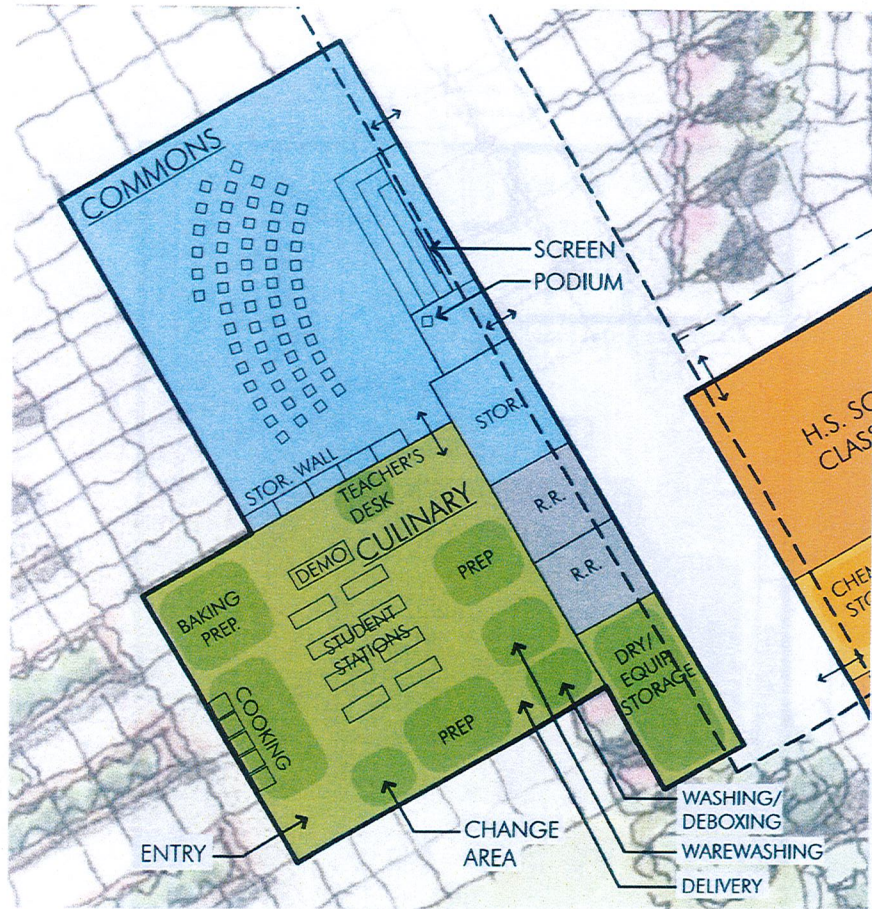 COMMONS
SCREEN
PODIUM
STOR.
STOR. WALL
TEACHER'S
DESK
CULINARY
DEMO
R.R.
R.R.
PREP
BAKING
PREP.
STUDENT
STATIONS
COOKING
PREP
DRY/
EQUIP
STORAGE
ENTRY
CHANGE
AREA
WASHING/
DEBOXING
WAREWASHING
DELIVERY
H.S. SC
CLASS
CHEM
STO